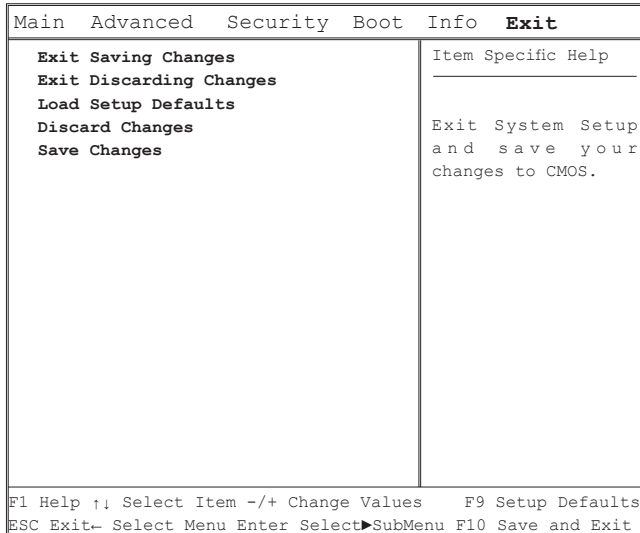 Main Advanced Security Boot Info Exit
Exit Saving Changes
Exit Discarding Changes
Load Setup Defaults
Discard Changes
Save Changes
Item Specific Help
Exit System Setup
and save your
changes to CMOS.
F1 Help ↑↓ Select Item -/+ Change Values F9 Setup Defaults
ESC Exit← Select Menu Enter Select►SubMenu F10 Save and Exit